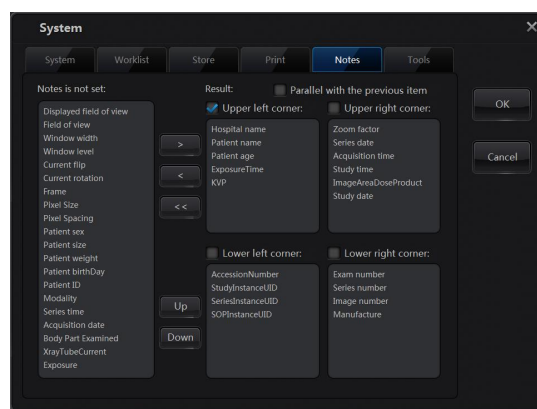 System
System
Worklist
Store
Print
Notes
Tools
Notes is not set:
Displayed field of view
Field of view
Window width
Window level
Current flip
Current rotation
Frame
PIxel Size
Pixel Spacing
Patient sex
Patient size
Patient weight
Patient birthDay
Patient ID
Modality
Series time
Acquisition date
Body Part Examined
XrayTubeCurrent
Exposure
>
<
<<
Up
Down
Result:
Parallel with the previous item
Upper left corner:
Hospital name
Patient name
Patient age
ExposureTime
KVP
Upper right corner:
Zoom factor
Series date
Acquisition time
Study time
ImageAreaDoseProduct
Study date
Lower left corner:
AccessionNumber
StudyInstanceUID
SeriesInstanceUID
SOPInstanceUID
Lower right corner:
Exam number
Series number
Image number
Manufacture
OK
Cancel